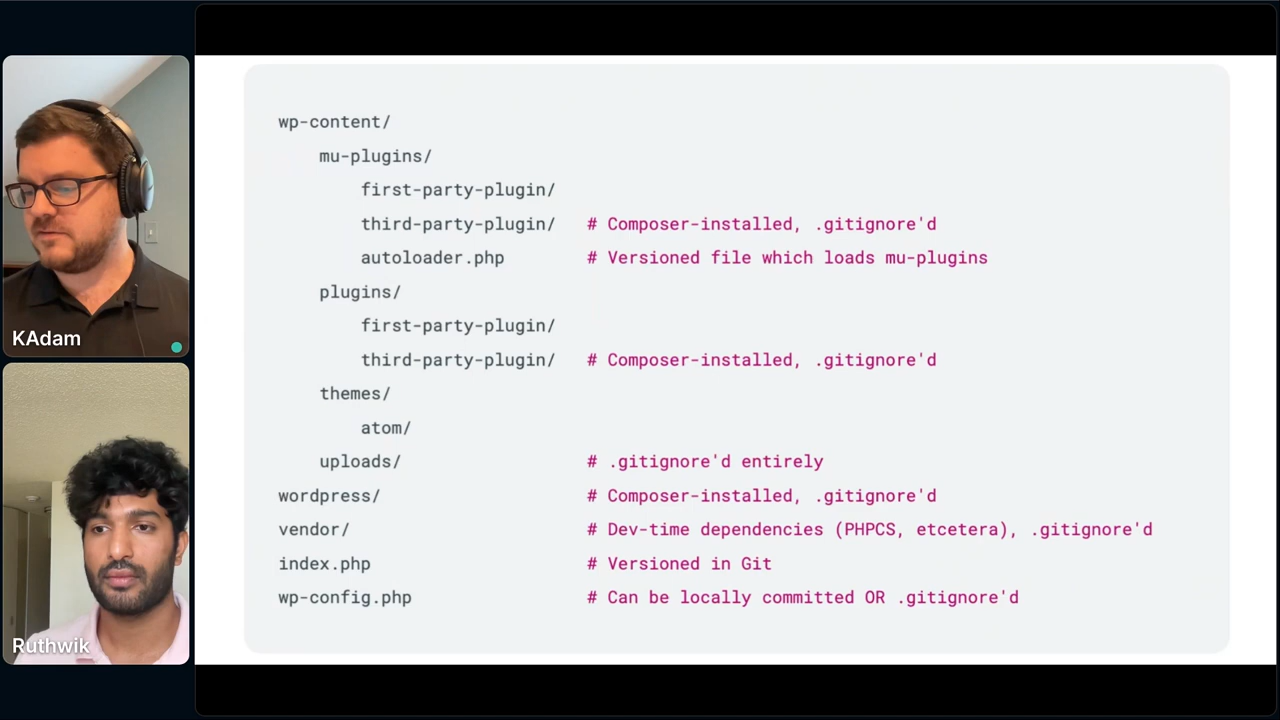 wp-content/
mu-plugins/
first-party-plugin/
third-party-plugin/ # Composer-installed, .gitignore'd
autoloader.php # Versioned file which loads mu-plugins
plugins/
first-party-plugin/
third-party-plugin/ # Composer-installed, .gitignore'd
themes/
atom/
uploads/ # .gitignore'd entirely
wordpress/ # Composer-installed, .gitignore'd
vendor/ # Dev-time dependencies (PHPCS, etcetera), .gitignore'd
index.php # Versioned in Git
wp-config.php # Can be locally committed OR .gitignore'd
KAdam
Ruthwik